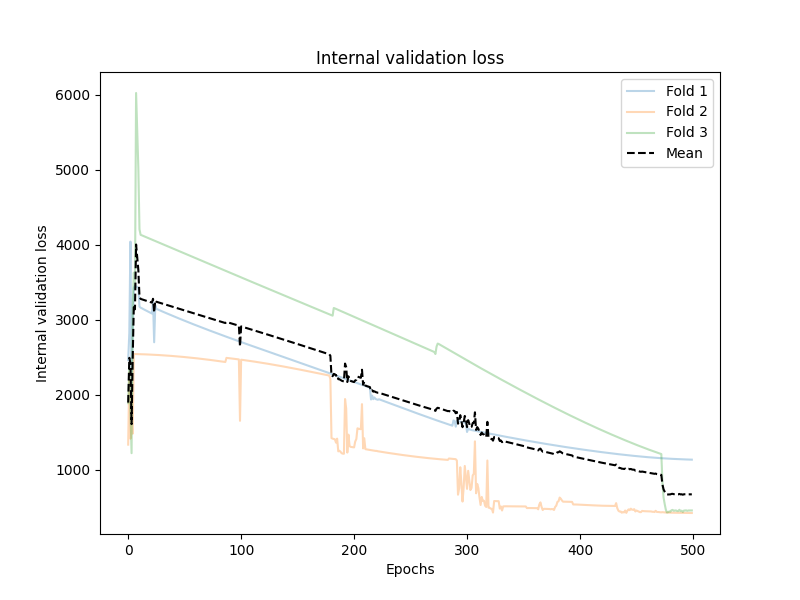 Internal validation loss
Fold 1
Fold 2
Fold 3
Mean
6000
5000
4000
3000
2000
1000
Internal validation loss
0 100 200 300 400 500
Epochs